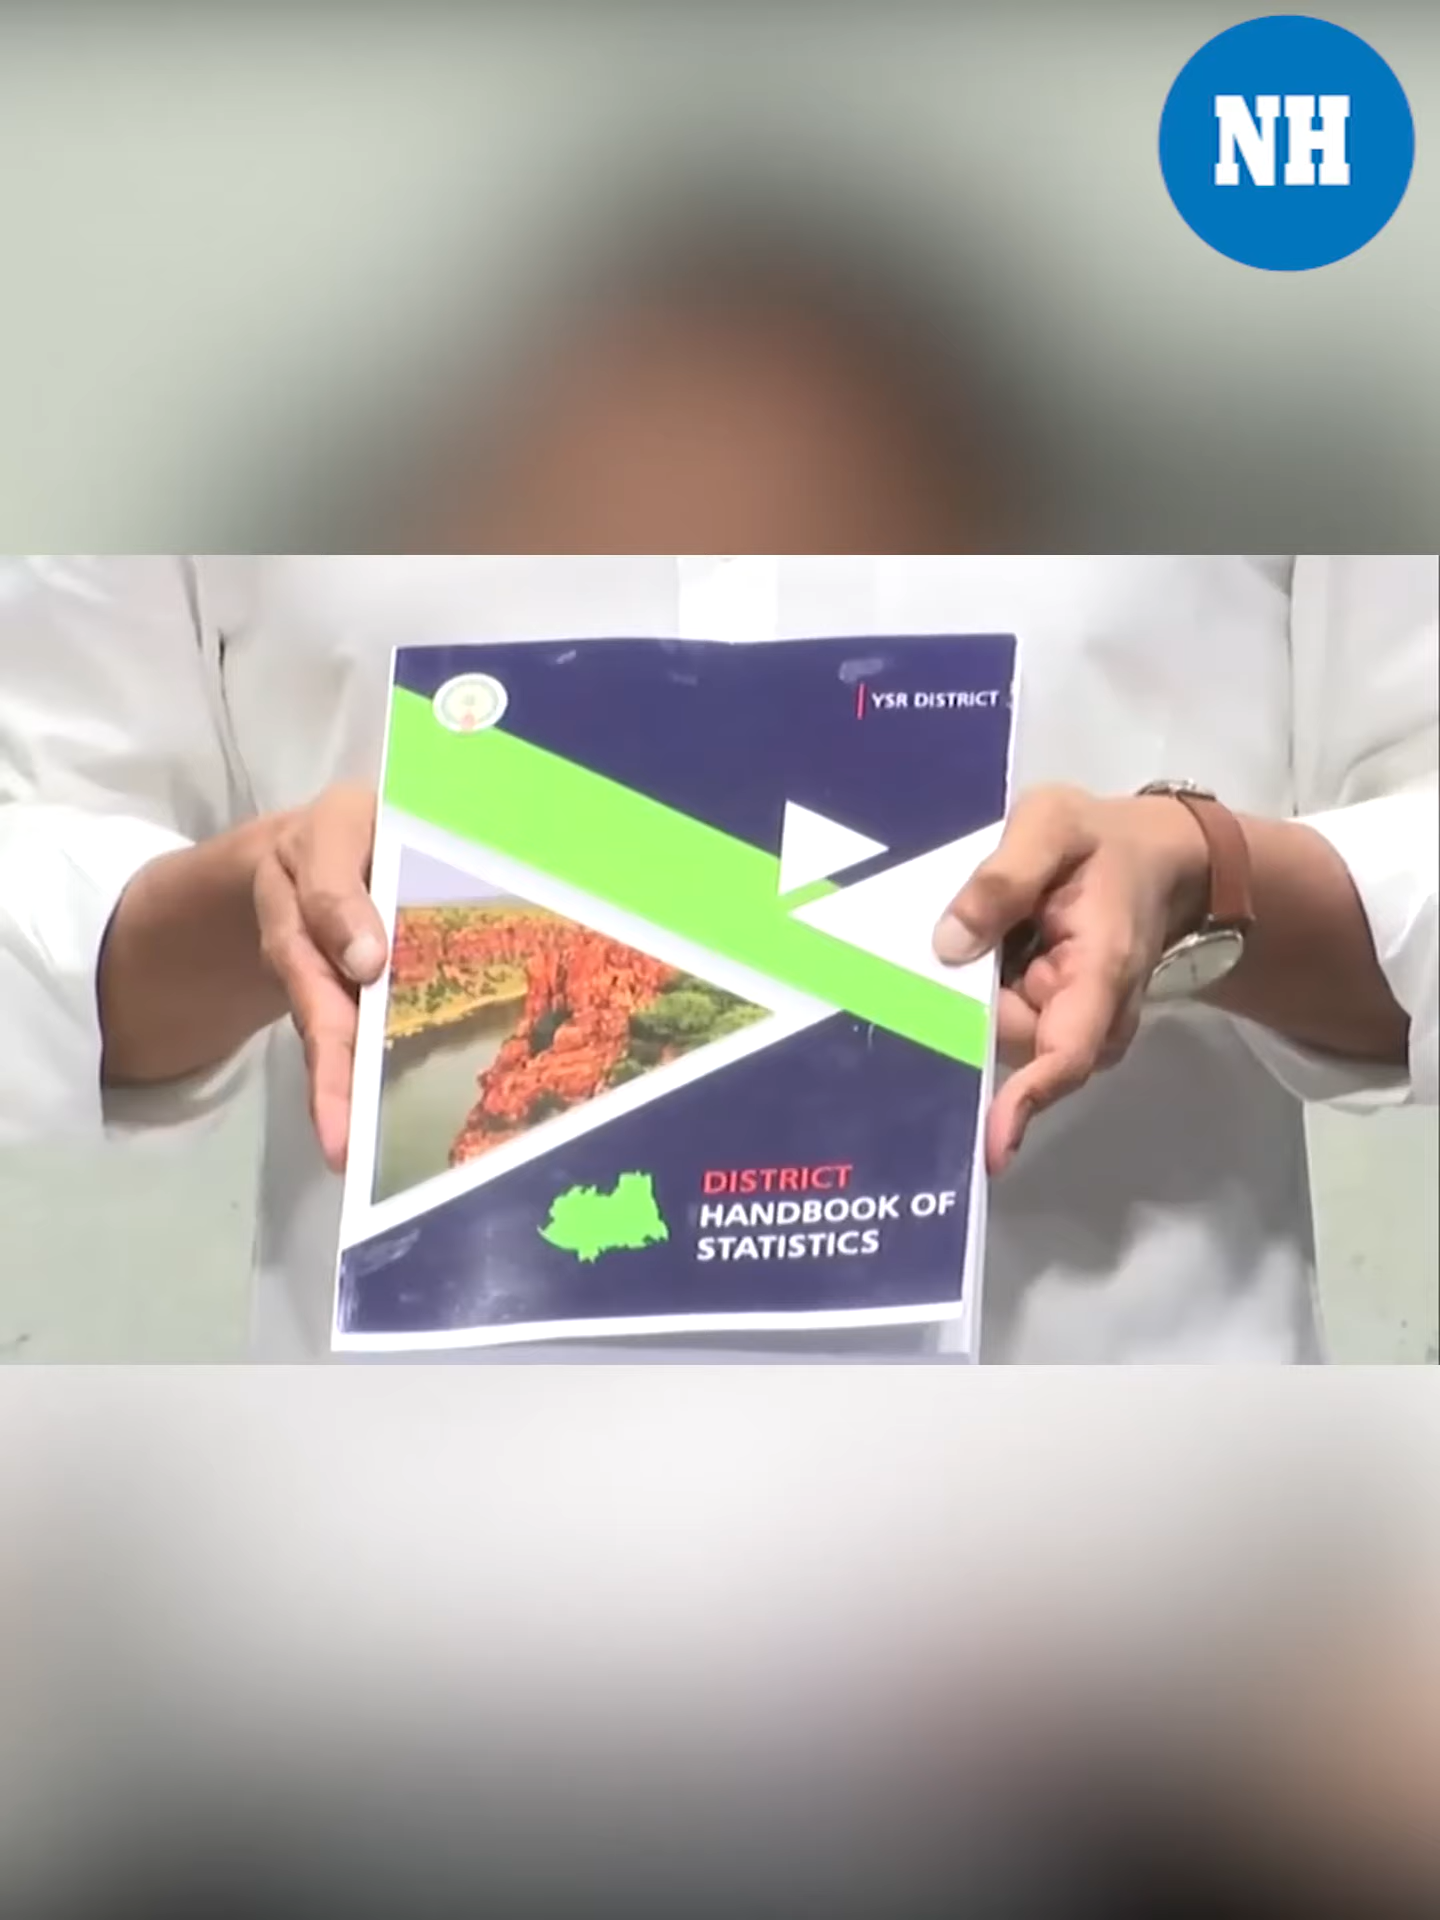 NH
YSR DISTRICT
DISTRICT
HANDBOOK OF
STATISTICS